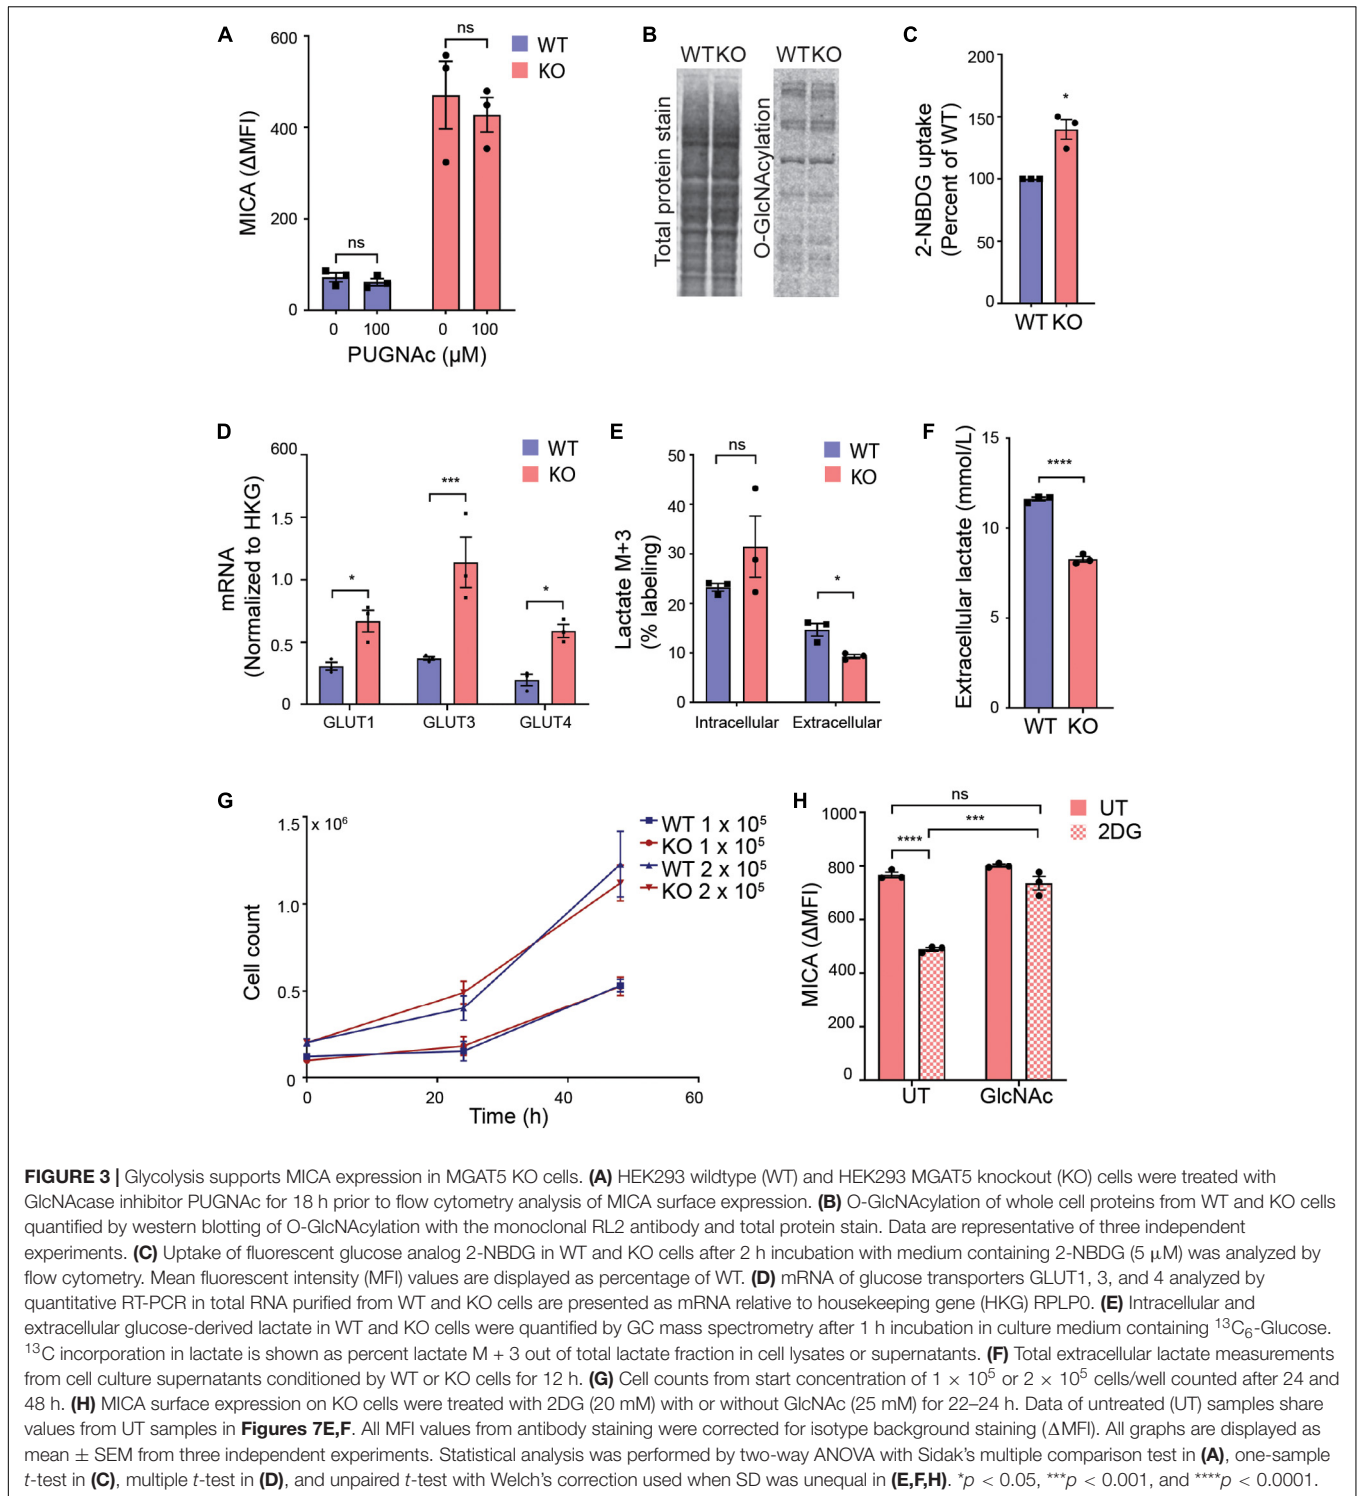 A
600
400
200
0
MICA (ΔMFI)
ns
ns
WT
KO
0
100
0
100
PUGNAc (µM)
B
WT KO
WT KO
Total protein stain
O-GlcNAcylation
C
200
150
100
50
0
2-NBDG uptake
(Percent of WT)
*
WT KO
D
600
1.5
1.0
0.5
0
mRNA
(Normalized to HKG)
*
***
*
WT
KO
GLUT1
GLUT3
GLUT4
E
50
40
30
20
10
0
Lactate M+3
(% labeling)
ns
*
WT
KO
Intracellular
Extracellular
F
15
10
5
0
Extracellular lactate (mmol/L)
****
WT
KO
G
1.5 x 10⁶
1.0
0.5
0
Cell count
WT 1 x 10⁵
KO 1 x 10⁵
WT 2 x 10⁵
KO 2 x 10⁵
0
20
40
60
Time (h)
H
1000
800
600
400
200
0
MICA (ΔMFI)
ns
***
****
UT
2DG
UT
GlcNAc
FIGURE 3 | Glycolysis supports MICA expression in MGAT5 KO cells. (A) HEK293 wildtype (WT) and HEK293 MGAT5 knockout (KO) cells were treated with
GlcNAcase inhibitor PUGNAc for 18 h prior to flow cytometry analysis of MICA surface expression. (B) O-GlcNAcylation of whole cell proteins from WT and KO cells
quantified by western blotting of O-GlcNAcylation with the monoclonal RL2 antibody and total protein stain. Data are representative of three independent
experiments. (C) Uptake of fluorescent glucose analog 2-NBDG in WT and KO cells after 2 h incubation with medium containing 2-NBDG (5 µM) was analyzed by
flow cytometry. Mean fluorescent intensity (MFI) values are displayed as percentage of WT. (D) mRNA of glucose transporters GLUT1, 3, and 4 analyzed by
quantitative RT-PCR in total RNA purified from WT and KO cells are presented as mRNA relative to housekeeping gene (HKG) RPLP0. (E) Intracellular and
extracellular glucose-derived lactate in WT and KO cells were quantified by GC mass spectrometry after 1 h incubation in culture medium containing ¹³C₆-Glucose.
¹³C incorporation in lactate is shown as percent lactate M + 3 out of total lactate fraction in cell lysates or supernatants. (F) Total extracellular lactate measurements
from cell culture supernatants conditioned by WT or KO cells for 12 h. (G) Cell counts from start concentration of 1 × 10⁵ or 2 × 10⁵ cells/well counted after 24 and
48 h. (H) MICA surface expression on KO cells were treated with 2DG (20 mM) with or without GlcNAc (25 mM) for 22–24 h. Data of untreated (UT) samples share
values from UT samples in Figures 7E,F. All MFI values from antibody staining were corrected for isotype background staining (ΔMFI). All graphs are displayed as
mean ± SEM from three independent experiments. Statistical analysis was performed by two-way ANOVA with Sidak's multiple comparison test in (A), one-sample
t-test in (C), multiple t-test in (D), and unpaired t-test with Welch's correction used when SD was unequal in (E,F,H). *p < 0.05, ***p < 0.001, and ****p < 0.0001.